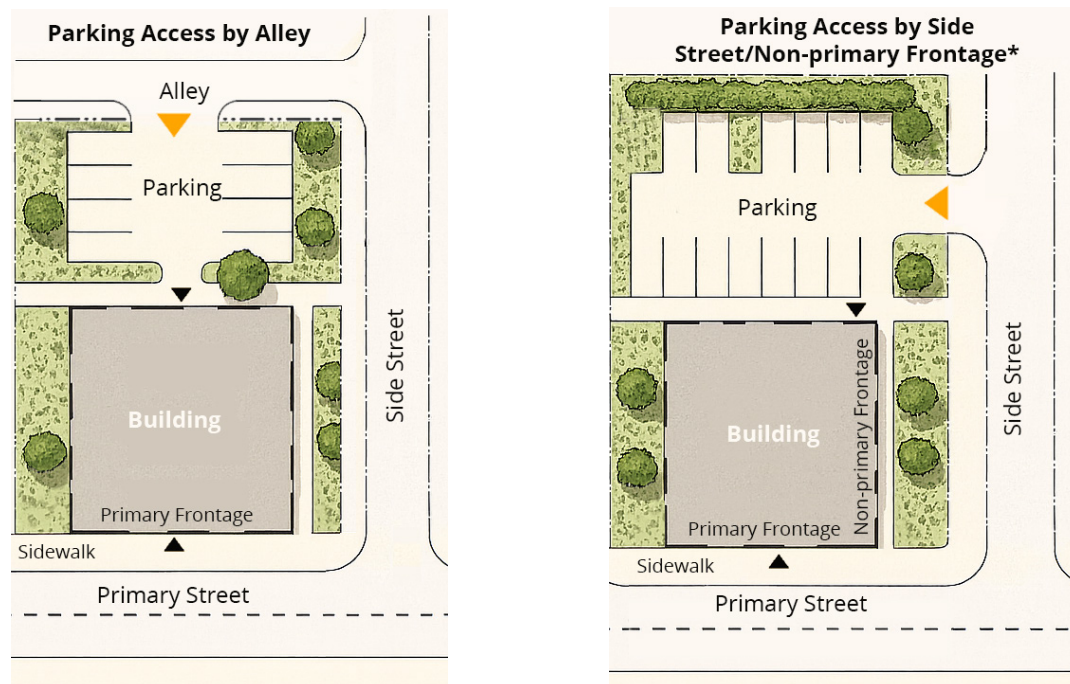 Parking Access by Alley
Alley
Parking
Building
Side Street
Primary Frontage
Sidewalk
Primary Street
Parking Access by Side
Street/Non-primary Frontage*
Parking
Building
Non-primary Frontage
Side Street
Primary Frontage
Sidewalk
Primary Street